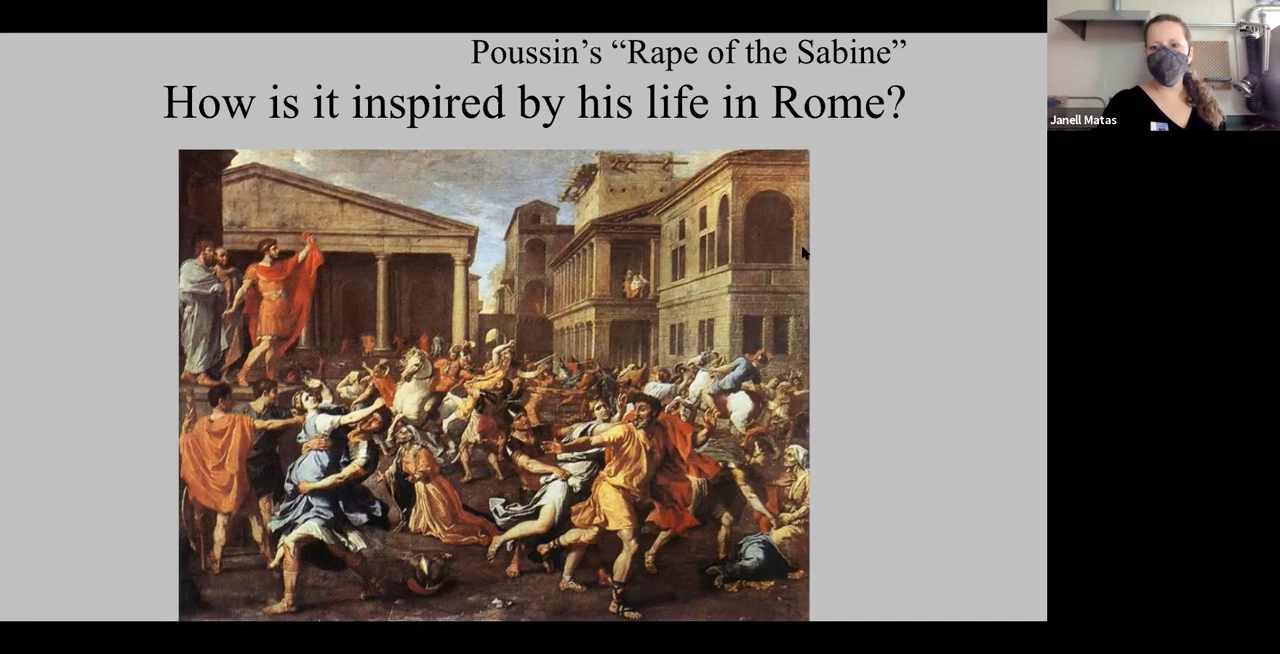 Poussin’s “Rape of the Sabine”
How is it inspired by his life in Rome?
Janell Matas